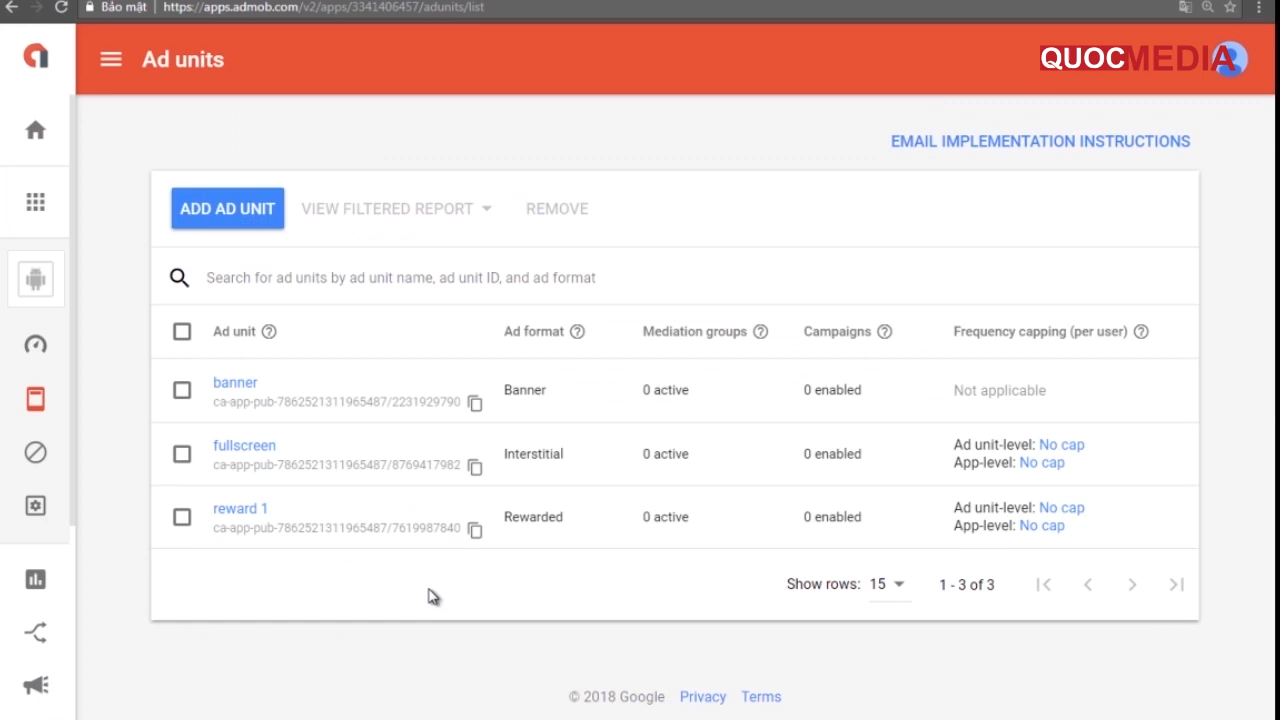 Bảo mật | https://apps.admob.com/v2/apps/3341406457/adunits/list
Ad units
QUOCMEDIA
EMAIL IMPLEMENTATION INSTRUCTIONS
ADD AD UNIT VIEW FILTERED REPORT REMOVE
Search for ad units by ad unit name, ad unit ID, and ad format
Ad unit Ad format Mediation groups Campaigns Frequency capping (per user)
banner
ca-app-pub-7862521311965487/2231929790 Banner 0 active 0 enabled Not applicable
fullscreen
ca-app-pub-7862521311965487/8769417982 Interstitial 0 active 0 enabled Ad unit-level: No cap
App-level: No cap
reward 1
ca-app-pub-7862521311965487/7619987840 Rewarded 0 active 0 enabled Ad unit-level: No cap
App-level: No cap
Show rows: 15 1 - 3 of 3
© 2018 Google Privacy Terms